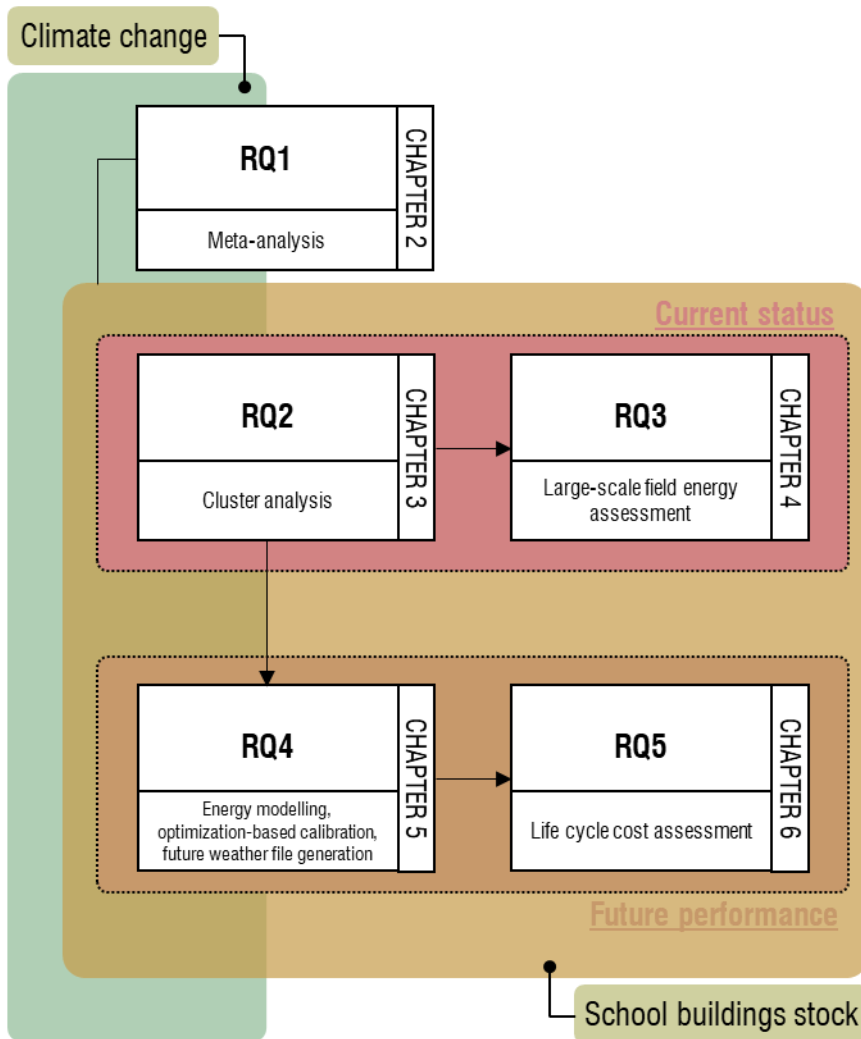 Climate change
RQ1
CHAPTER 2
Meta-analysis
Current status
RQ2
CHAPTER 3
Cluster analysis
RQ3
CHAPTER 4
Large-scale field energy
assessment
RQ4
CHAPTER 5
Energy modelling,
optimization-based calibration,
future weather file generation
RQ5
CHAPTER 6
Life cycle cost assessment
Future performance
School buildings stock